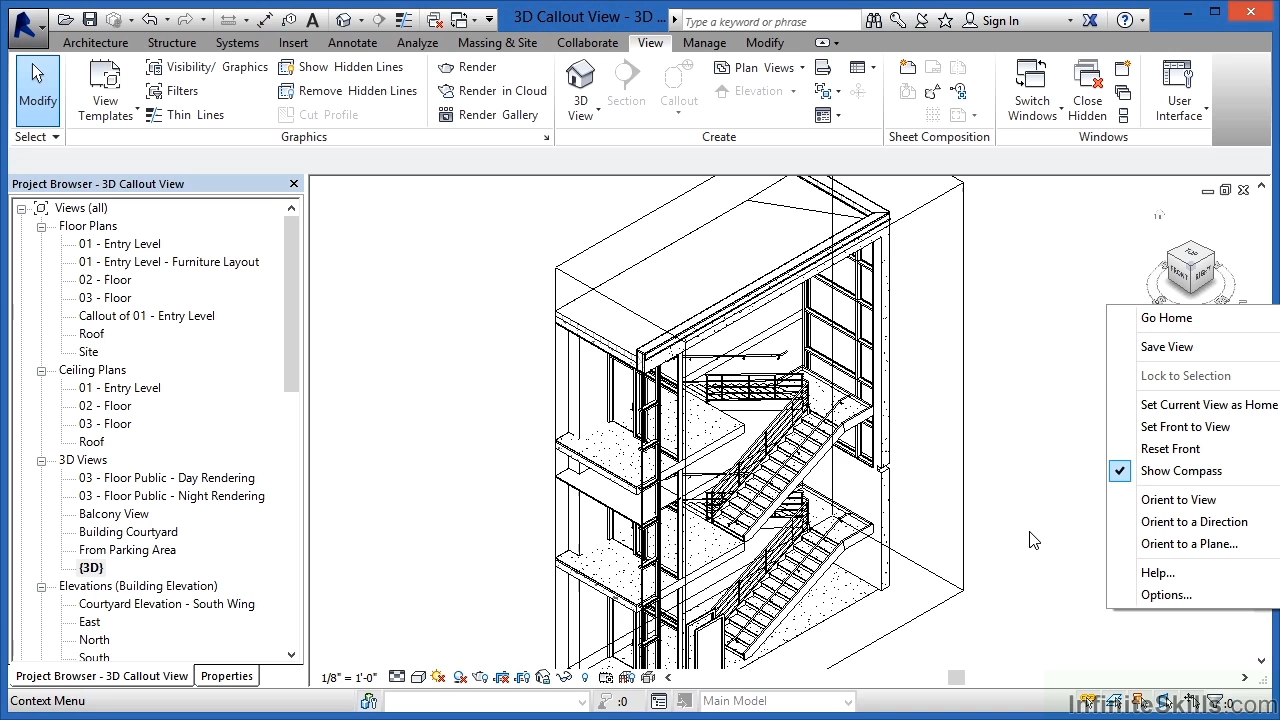 3D Callout View - 3D ...
Type a keyword or phrase
Sign In
Architecture
Structure
Systems
Insert
Annotate
Analyze
Massing & Site
Collaborate
View
Manage
Modify
Modify
Select
View Templates
Visibility/ Graphics
Filters
Thin Lines
Show Hidden Lines
Remove Hidden Lines
Cut Profile
Graphics
Render
Render in Cloud
Render Gallery
3D View
Section
Callout
Plan Views
Elevation
Create
Sheet Composition
Switch Windows
Close Hidden
Windows
User Interface
Project Browser - 3D Callout View
Views (all)
Floor Plans
01 - Entry Level
01 - Entry Level - Furniture Layout
02 - Floor
03 - Floor
Callout of 01 - Entry Level
Roof
Site
Ceiling Plans
01 - Entry Level
02 - Floor
03 - Floor
Roof
3D Views
03 - Floor Public - Day Rendering
03 - Floor Public - Night Rendering
Balcony View
Building Courtyard
From Parking Area
{3D}
Elevations (Building Elevation)
Courtyard Elevation - South Wing
East
North
South
Project Browser - 3D Callout View
Properties
TOP
FRONT
RIGHT
Go Home
Save View
Lock to Selection
Set Current View as Home
Set Front to View
Reset Front
Show Compass
Orient to View
Orient to a Direction
Orient to a Plane...
Help...
Options...
1/8" = 1'-0"
Context Menu
:0
Main Model
:0
InfiniteSkills.com